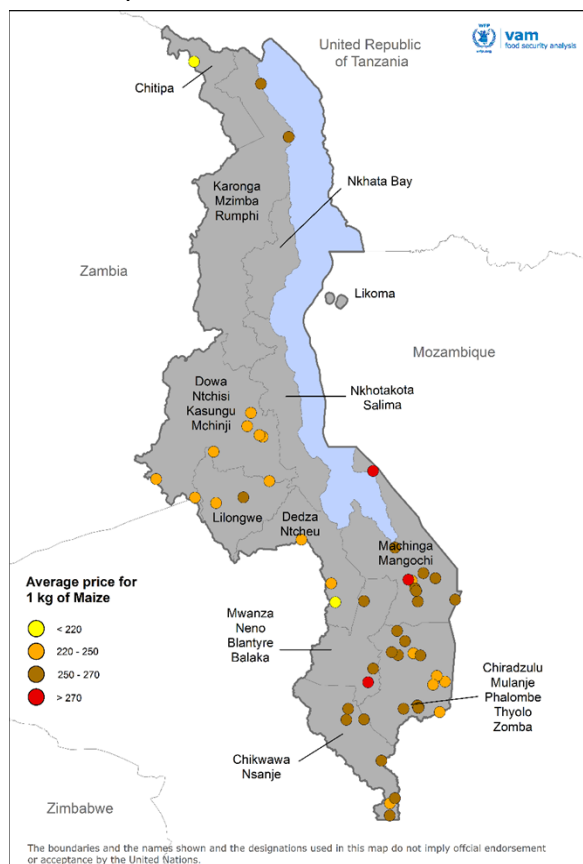 United Republic
of Tanzania
WFP
wfp.org
vam
food security analysis
Chitipa
Karonga
Mzimba
Rumphi
Nkhata Bay
Zambia
Likoma
Mozambique
Dowa
Ntchisi
Kasungu
Mchinji
Nkhotakota
Salima
Lilongwe
Dedza
Ntcheu
Machinga
Mangochi
Average price for
1 kg of Maize
< 220
220 - 250
250 - 270
> 270
Mwanza
Neno
Blantyre
Balaka
Chiradzulu
Mulanje
Phalombe
Thyolo
Zomba
Chikwawa
Nsanje
Zimbabwe
The boundaries and the names shown and the designations used in this map do not imply offcial endorsement
or acceptance by the United Nations.